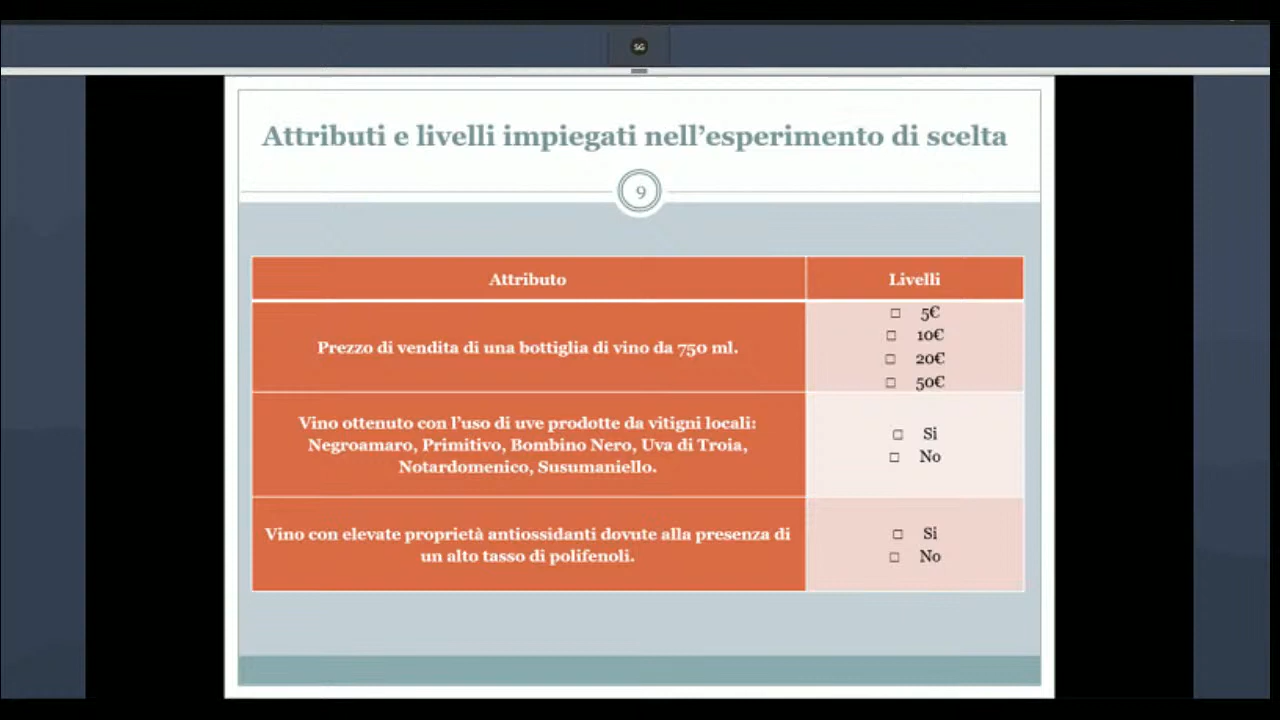 SG
Attributi e livelli impiegati nell'esperimento di scelta
9
Attributo
Livelli
Prezzo di vendita di una bottiglia di vino da 750 ml.
□ 5€
□ 10€
□ 20€
□ 50€
Vino ottenuto con l'uso di uve prodotte da vitigni locali:
Negroamaro, Primitivo, Bombino Nero, Uva di Troia,
Notardomenico, Susumaniello.
□ Si
□ No
Vino con elevate proprietà antiossidanti dovute alla presenza di
un alto tasso di polifenoli.
□ Si
□ No